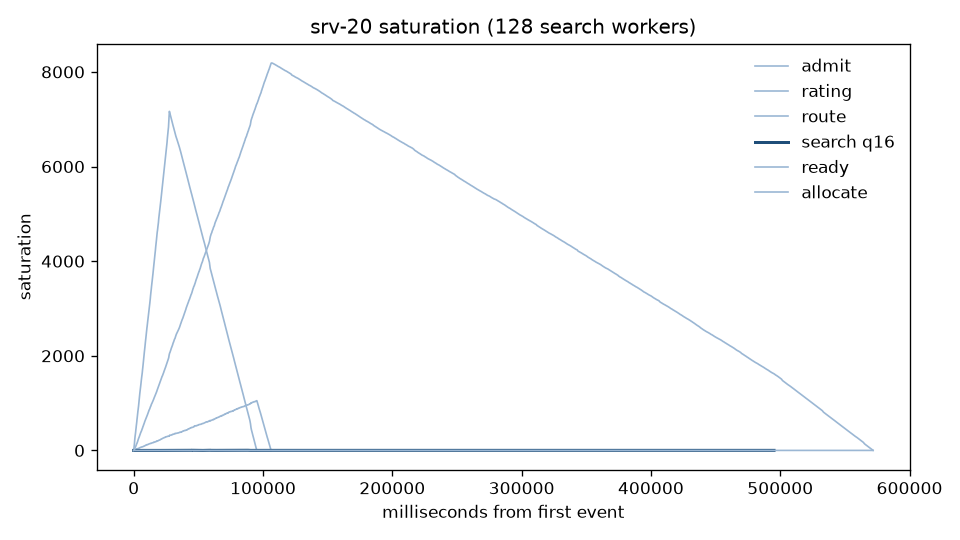 srv-20 saturation (128 search workers)
saturation
8000
6000
4000
2000
0
admit
rating
route
search q16
ready
allocate
0 100000 200000 300000 400000 500000 600000
milliseconds from first event